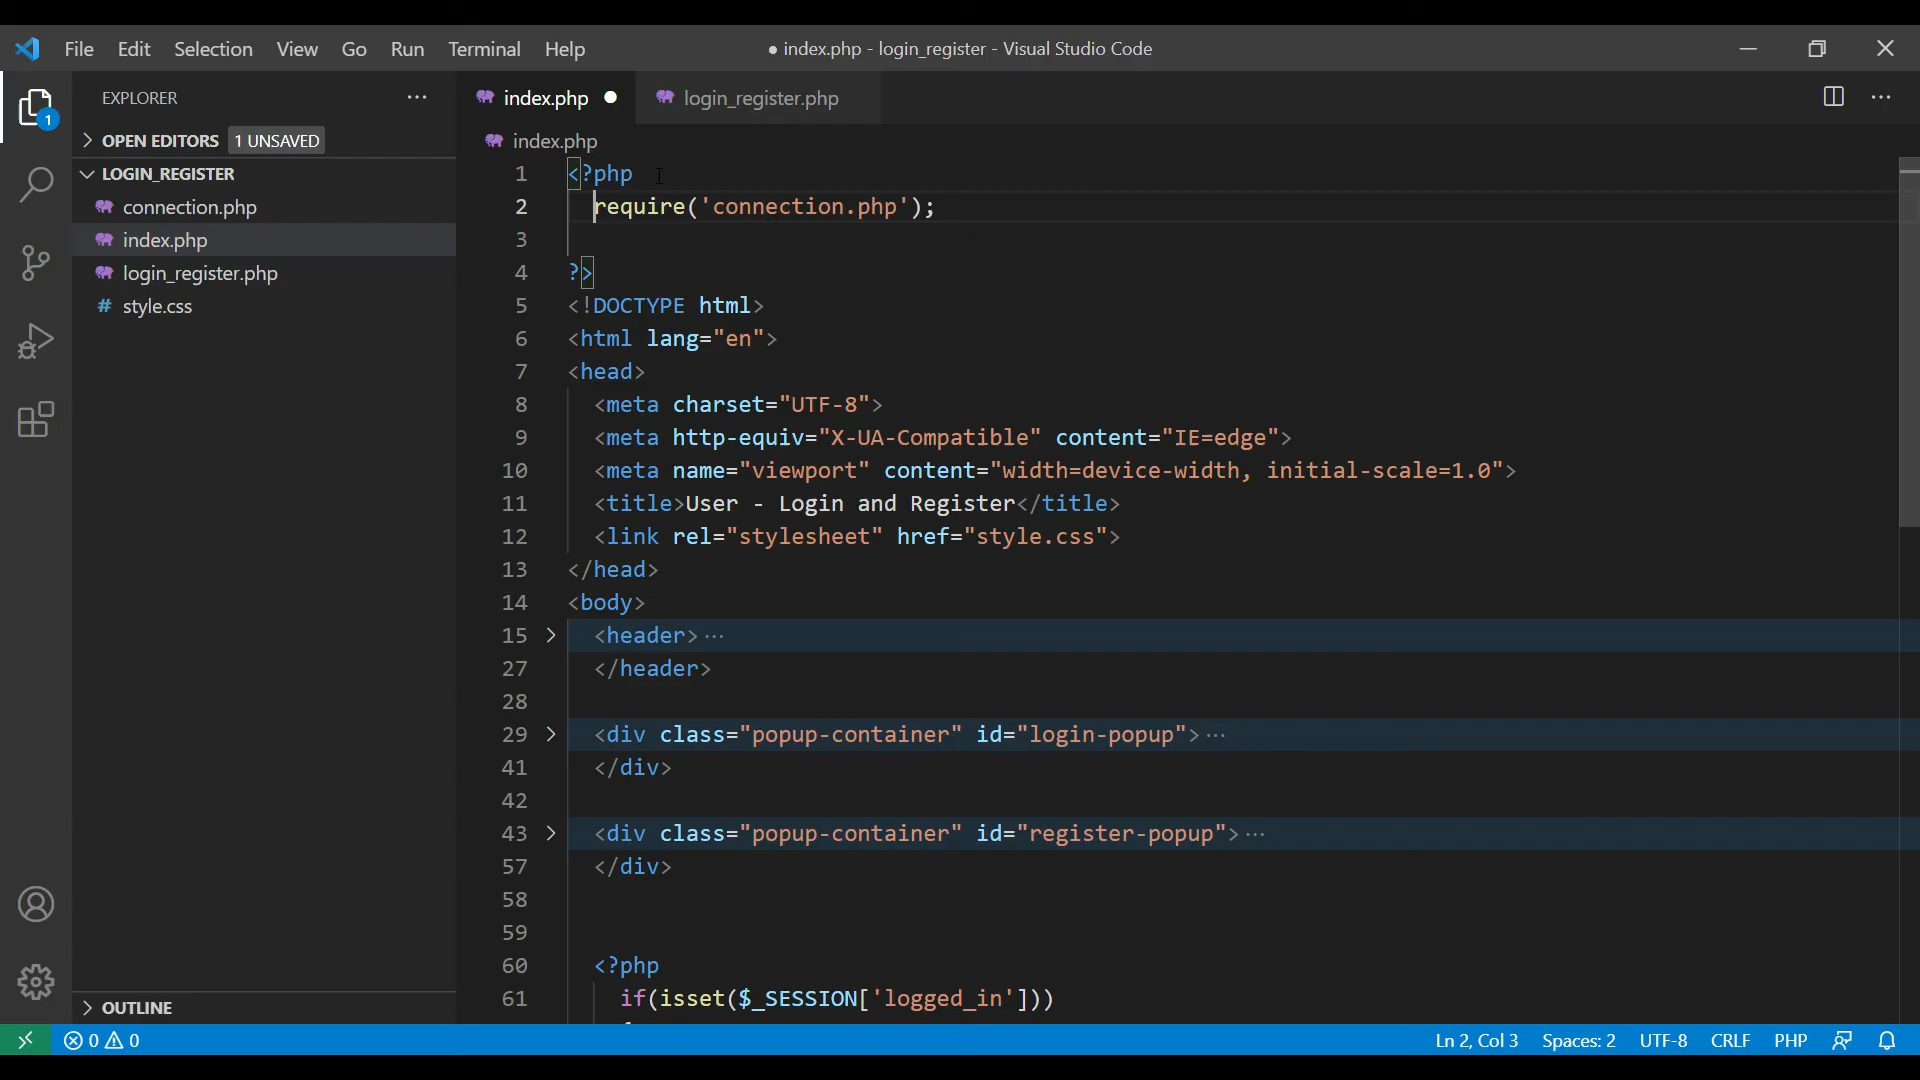 File Edit Selection View Go Run Terminal Help ● index.php - login_register - Visual Studio Code
EXPLORER ···
index.php ● login_register.php ···
OPEN EDITORS 1 UNSAVED
index.php
LOGIN_REGISTER
connection.php
index.php
login_register.php
# style.css
OUTLINE
1
1 <?php
2 require('connection.php');
3
4 ?>
5 <!DOCTYPE html>
6 <html lang="en">
7 <head>
8 <meta charset="UTF-8">
9 <meta http-equiv="X-UA-Compatible" content="IE=edge">
10 <meta name="viewport" content="width=device-width, initial-scale=1.0">
11 <title>User - Login and Register</title>
12 <link rel="stylesheet" href="style.css">
13 </head>
14 <body>
15 <header>···
27 </header>
28
29 <div class="popup-container" id="login-popup">···
41 </div>
42
43 <div class="popup-container" id="register-popup">···
57 </div>
58
59
60 <?php
61 if(isset($_SESSION['logged_in']))
0 0 Ln 2, Col 3 Spaces: 2 UTF-8 CRLF PHP